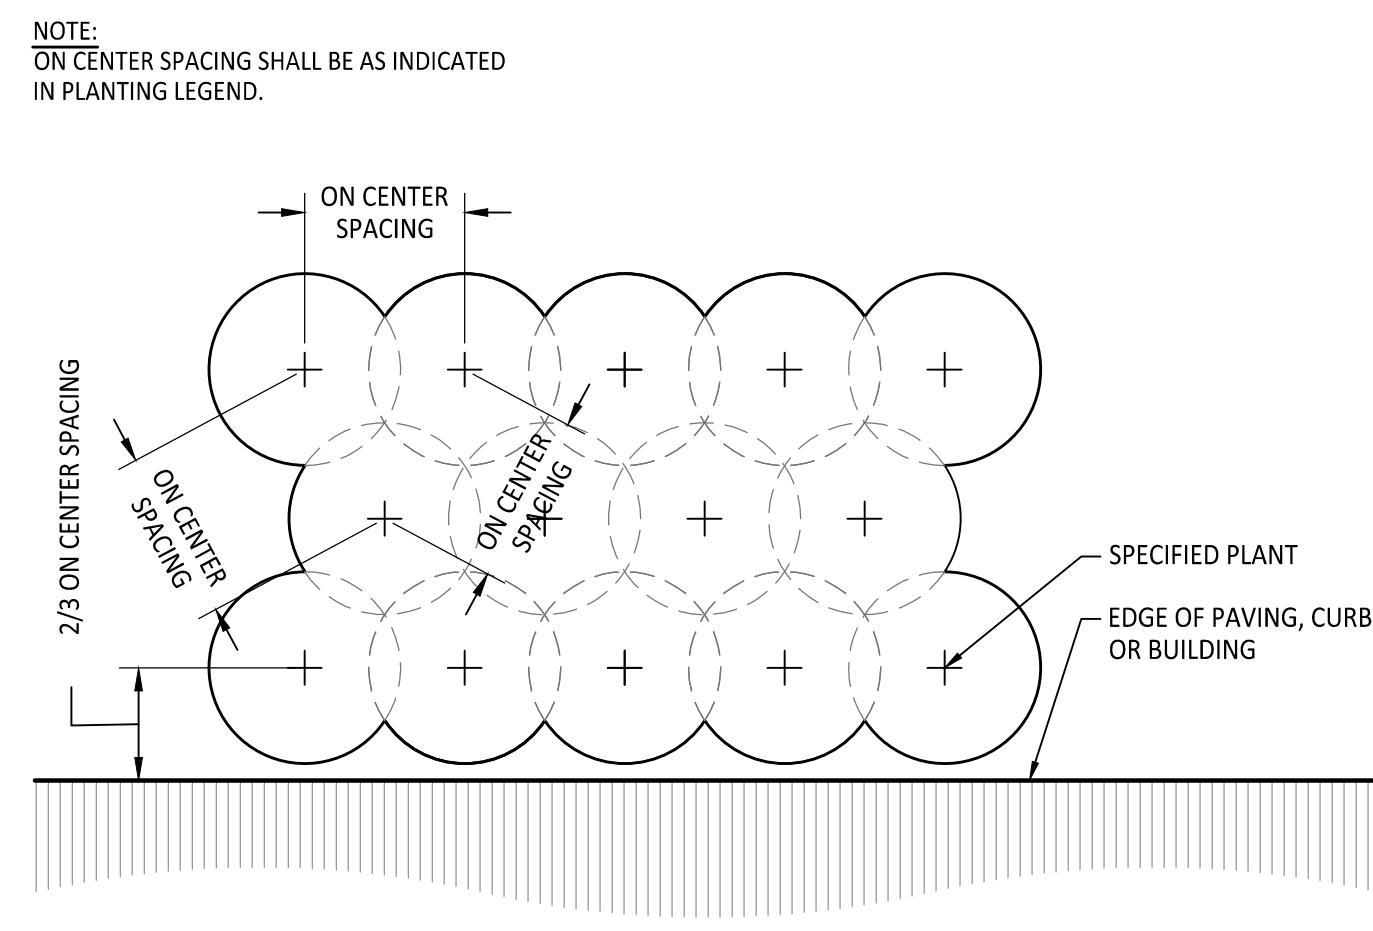 NOTE:
ON CENTER SPACING SHALL BE AS INDICATED
IN PLANTING LEGEND.
ON CENTER
SPACING
2/3 ON CENTER SPACING
ON CENTER
SPACING
ON CENTER
SPACING
SPECIFIED PLANT
EDGE OF PAVING, CURB
OR BUILDING